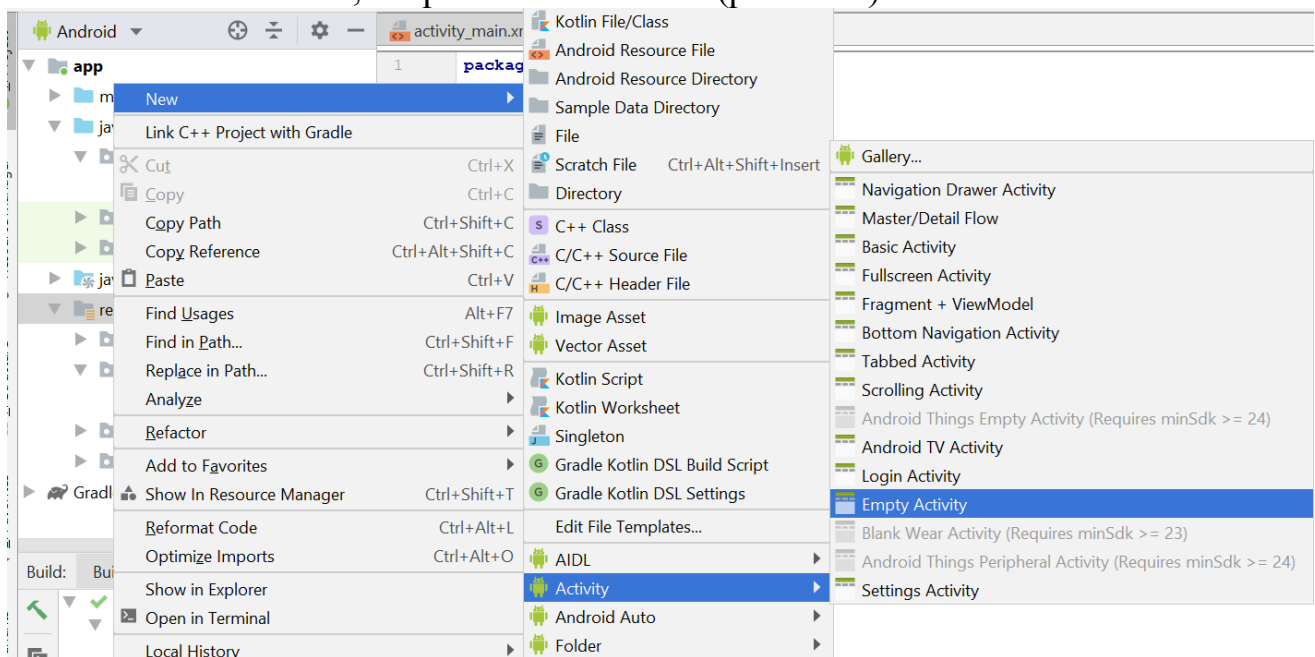 Android
activity_main.xm
app
1 packag
New
Link C++ Project with Gradle
Cut Ctrl+X
Copy Ctrl+C
Copy Path Ctrl+Shift+C
Copy Reference Ctrl+Alt+Shift+C
Paste Ctrl+V
Find Usages Alt+F7
Find in Path... Ctrl+Shift+F
Replace in Path... Ctrl+Shift+R
Analyze
Refactor
Add to Favorites
Show In Resource Manager Ctrl+Shift+T
Reformat Code Ctrl+Alt+L
Optimize Imports Ctrl+Alt+O
Show in Explorer
Open in Terminal
Local History
Gradl
Build: Bui
Kotlin File/Class
Android Resource File
Android Resource Directory
Sample Data Directory
File
Scratch File Ctrl+Alt+Shift+Insert
Directory
C++ Class
C/C++ Source File
C/C++ Header File
Image Asset
Vector Asset
Kotlin Script
Kotlin Worksheet
Singleton
Gradle Kotlin DSL Build Script
Gradle Kotlin DSL Settings
Edit File Templates...
AIDL
Activity
Android Auto
Folder
Gallery...
Navigation Drawer Activity
Master/Detail Flow
Basic Activity
Fullscreen Activity
Fragment + ViewModel
Bottom Navigation Activity
Tabbed Activity
Scrolling Activity
Android Things Empty Activity (Requires minSdk >= 24)
Android TV Activity
Login Activity
Empty Activity
Blank Wear Activity (Requires minSdk >= 23)
Android Things Peripheral Activity (Requires minSdk >= 24)
Settings Activity